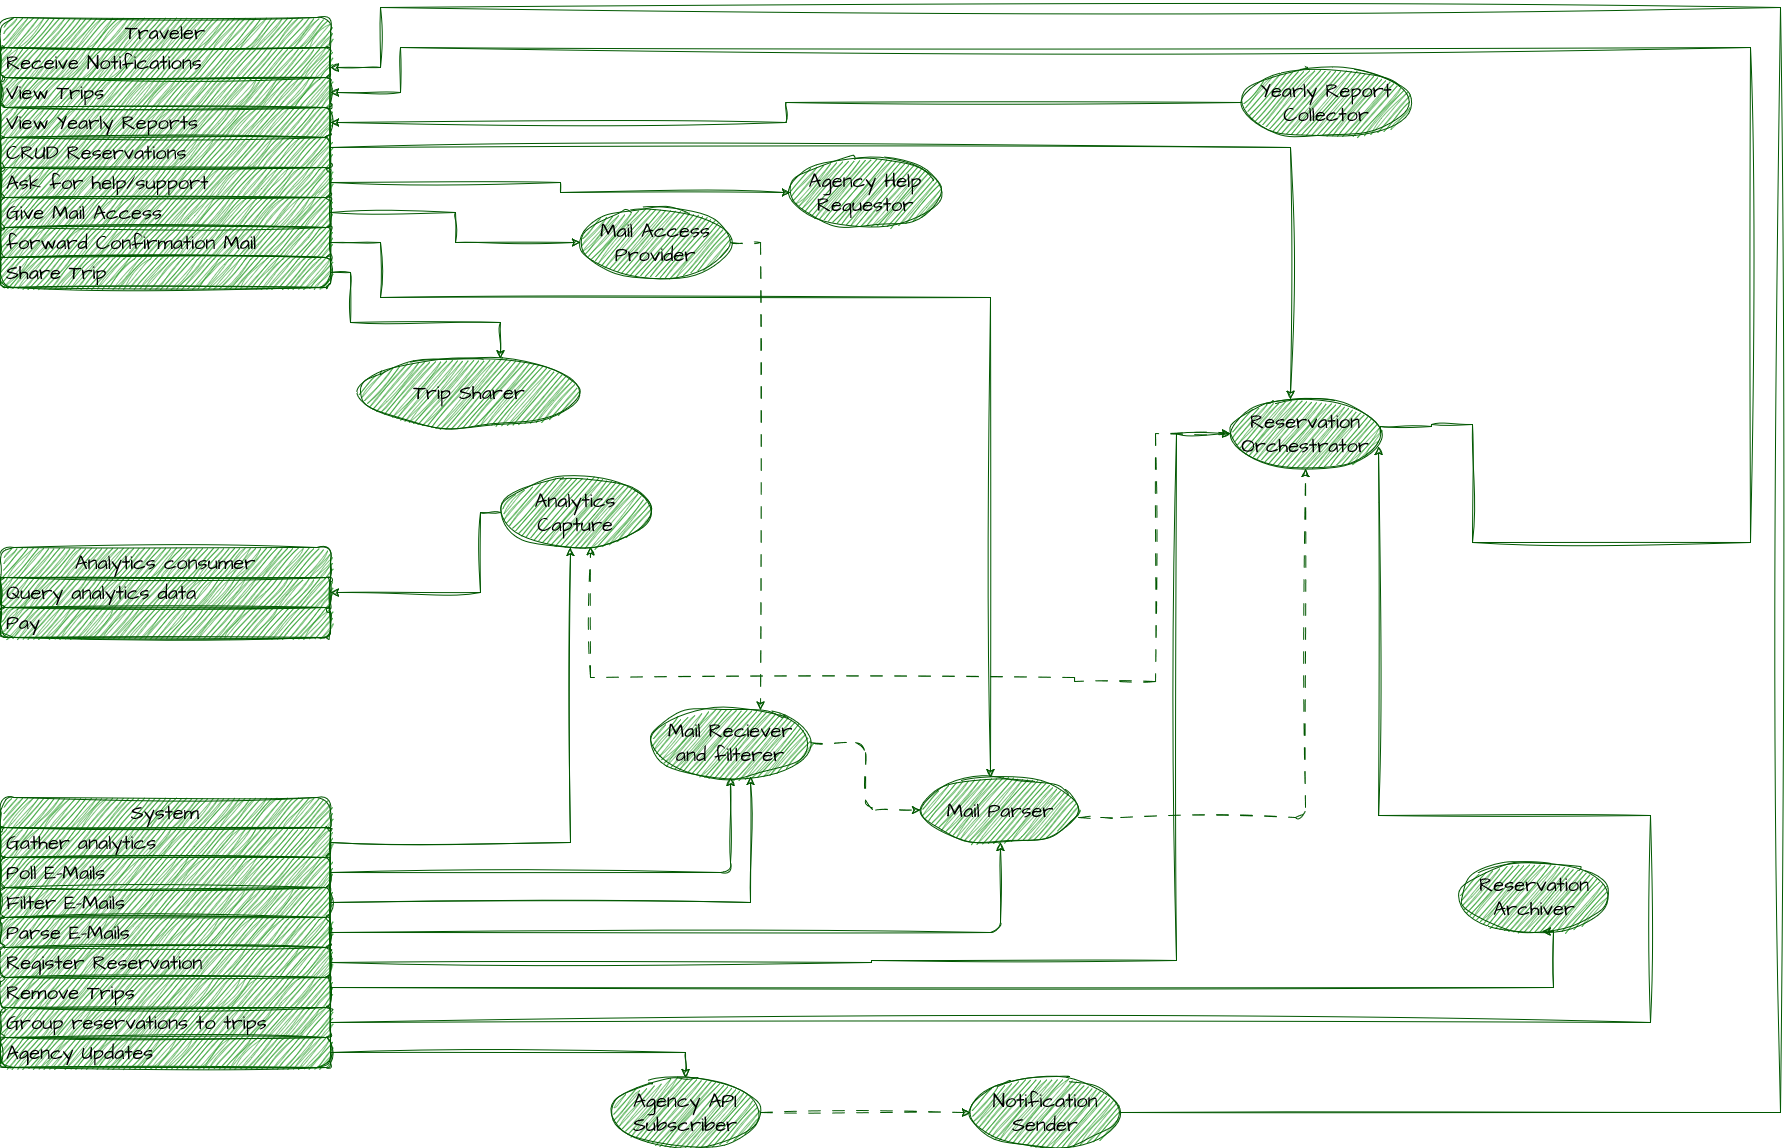 Traveler
Receive Notifications
View Trips
View Yearly Reports
CRUD Reservations
Ask for help/support
Give Mail Access
forward Confirmation Mail
Share Trip
Yearly Report
Collector
Agency Help
Requestor
Mail Access
Provider
Trip Sharer
Reservation
Orchestrator
Analytics
Capture
Analytics consumer
Query analytics data
Pay
Mail Reciever
and filterer
Mail Parser
System
Gather analytics
Poll E-Mails
Filter E-Mails
Parse E-Mails
Register Reservation
Remove Trips
Group reservations to trips
Agency Updates
Reservation
Archiver
Agency API
Subscriber
Notification
Sender